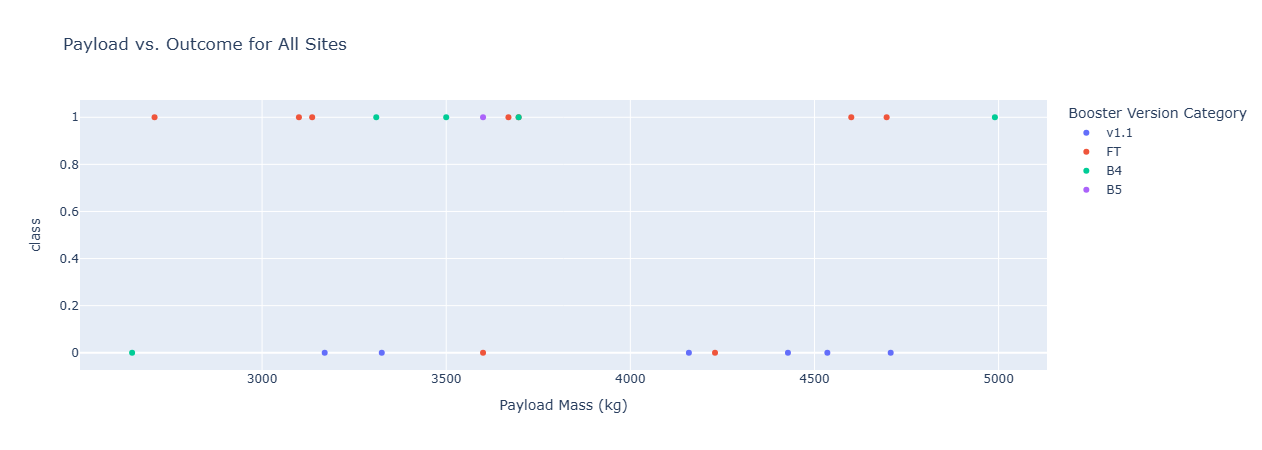 Payload vs. Outcome for All Sites
1
0.8
0.6
0.4
0.2
0
class
3000
3500
4000
4500
5000
Payload Mass (kg)
Booster Version Category
v1.1
FT
B4
B5